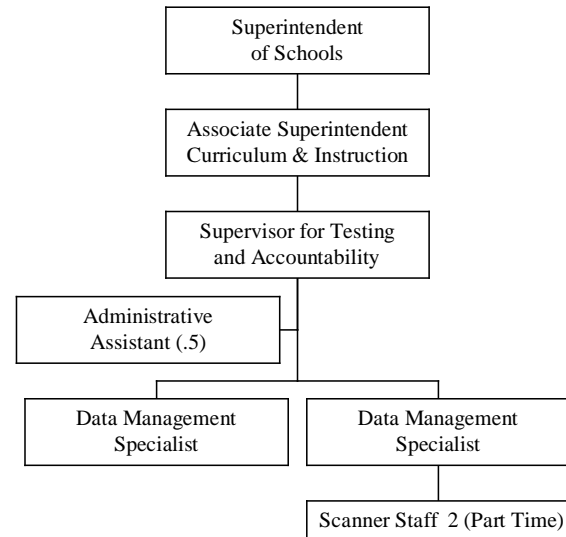 Superintendent
of Schools
Associate Superintendent
Curriculum & Instruction
Supervisor for Testing
and Accountability
Administrative
Assistant (.5)
Data Management
Specialist
Data Management
Specialist
Scanner Staff 2 (Part Time)